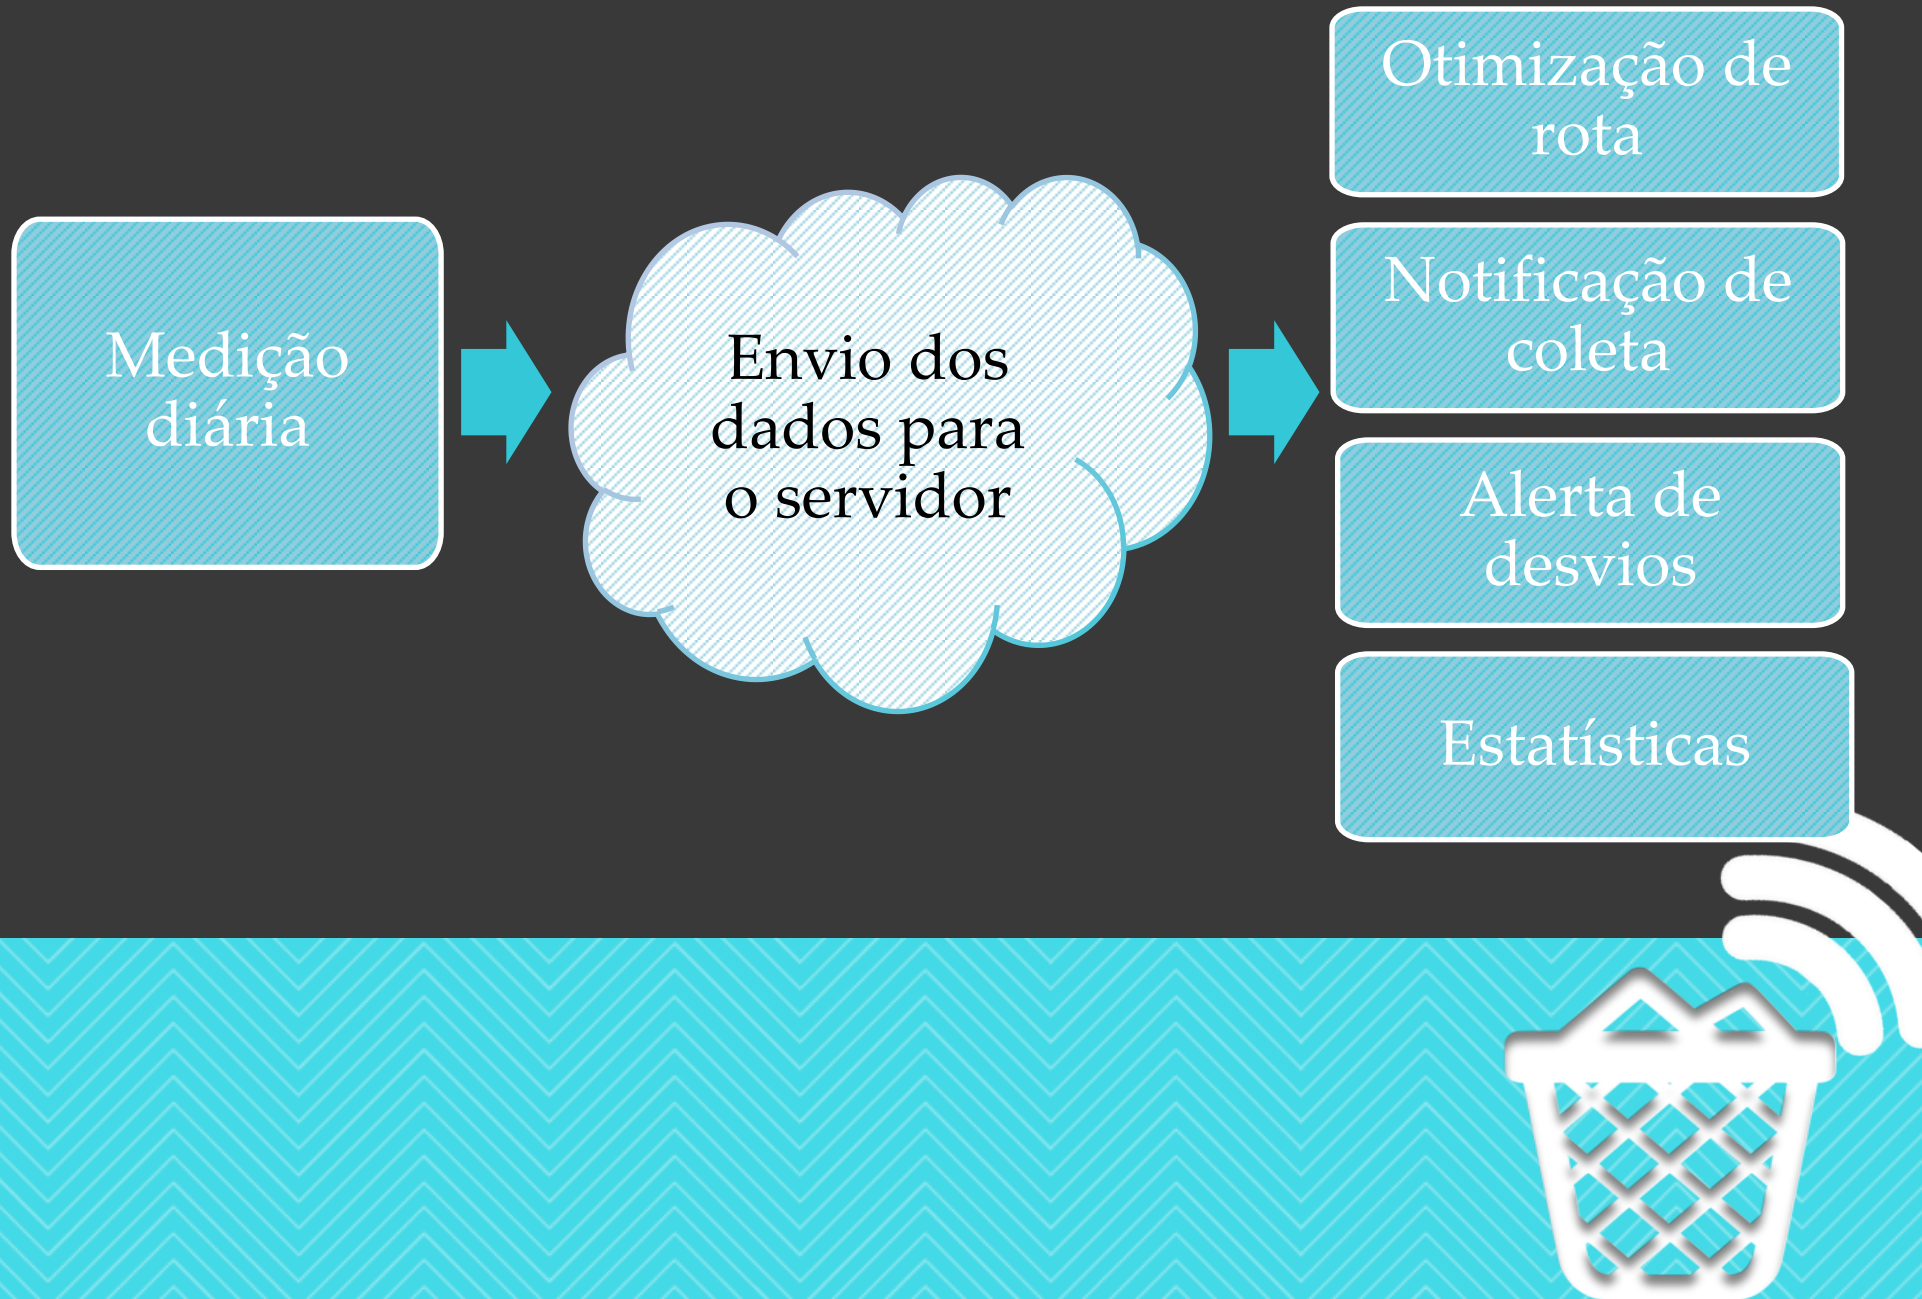 Medição
diária
Envio dos
dados para
o servidor
Otimização de
rota
Notificação de
coleta
Alerta de
desvios
Estatísticas